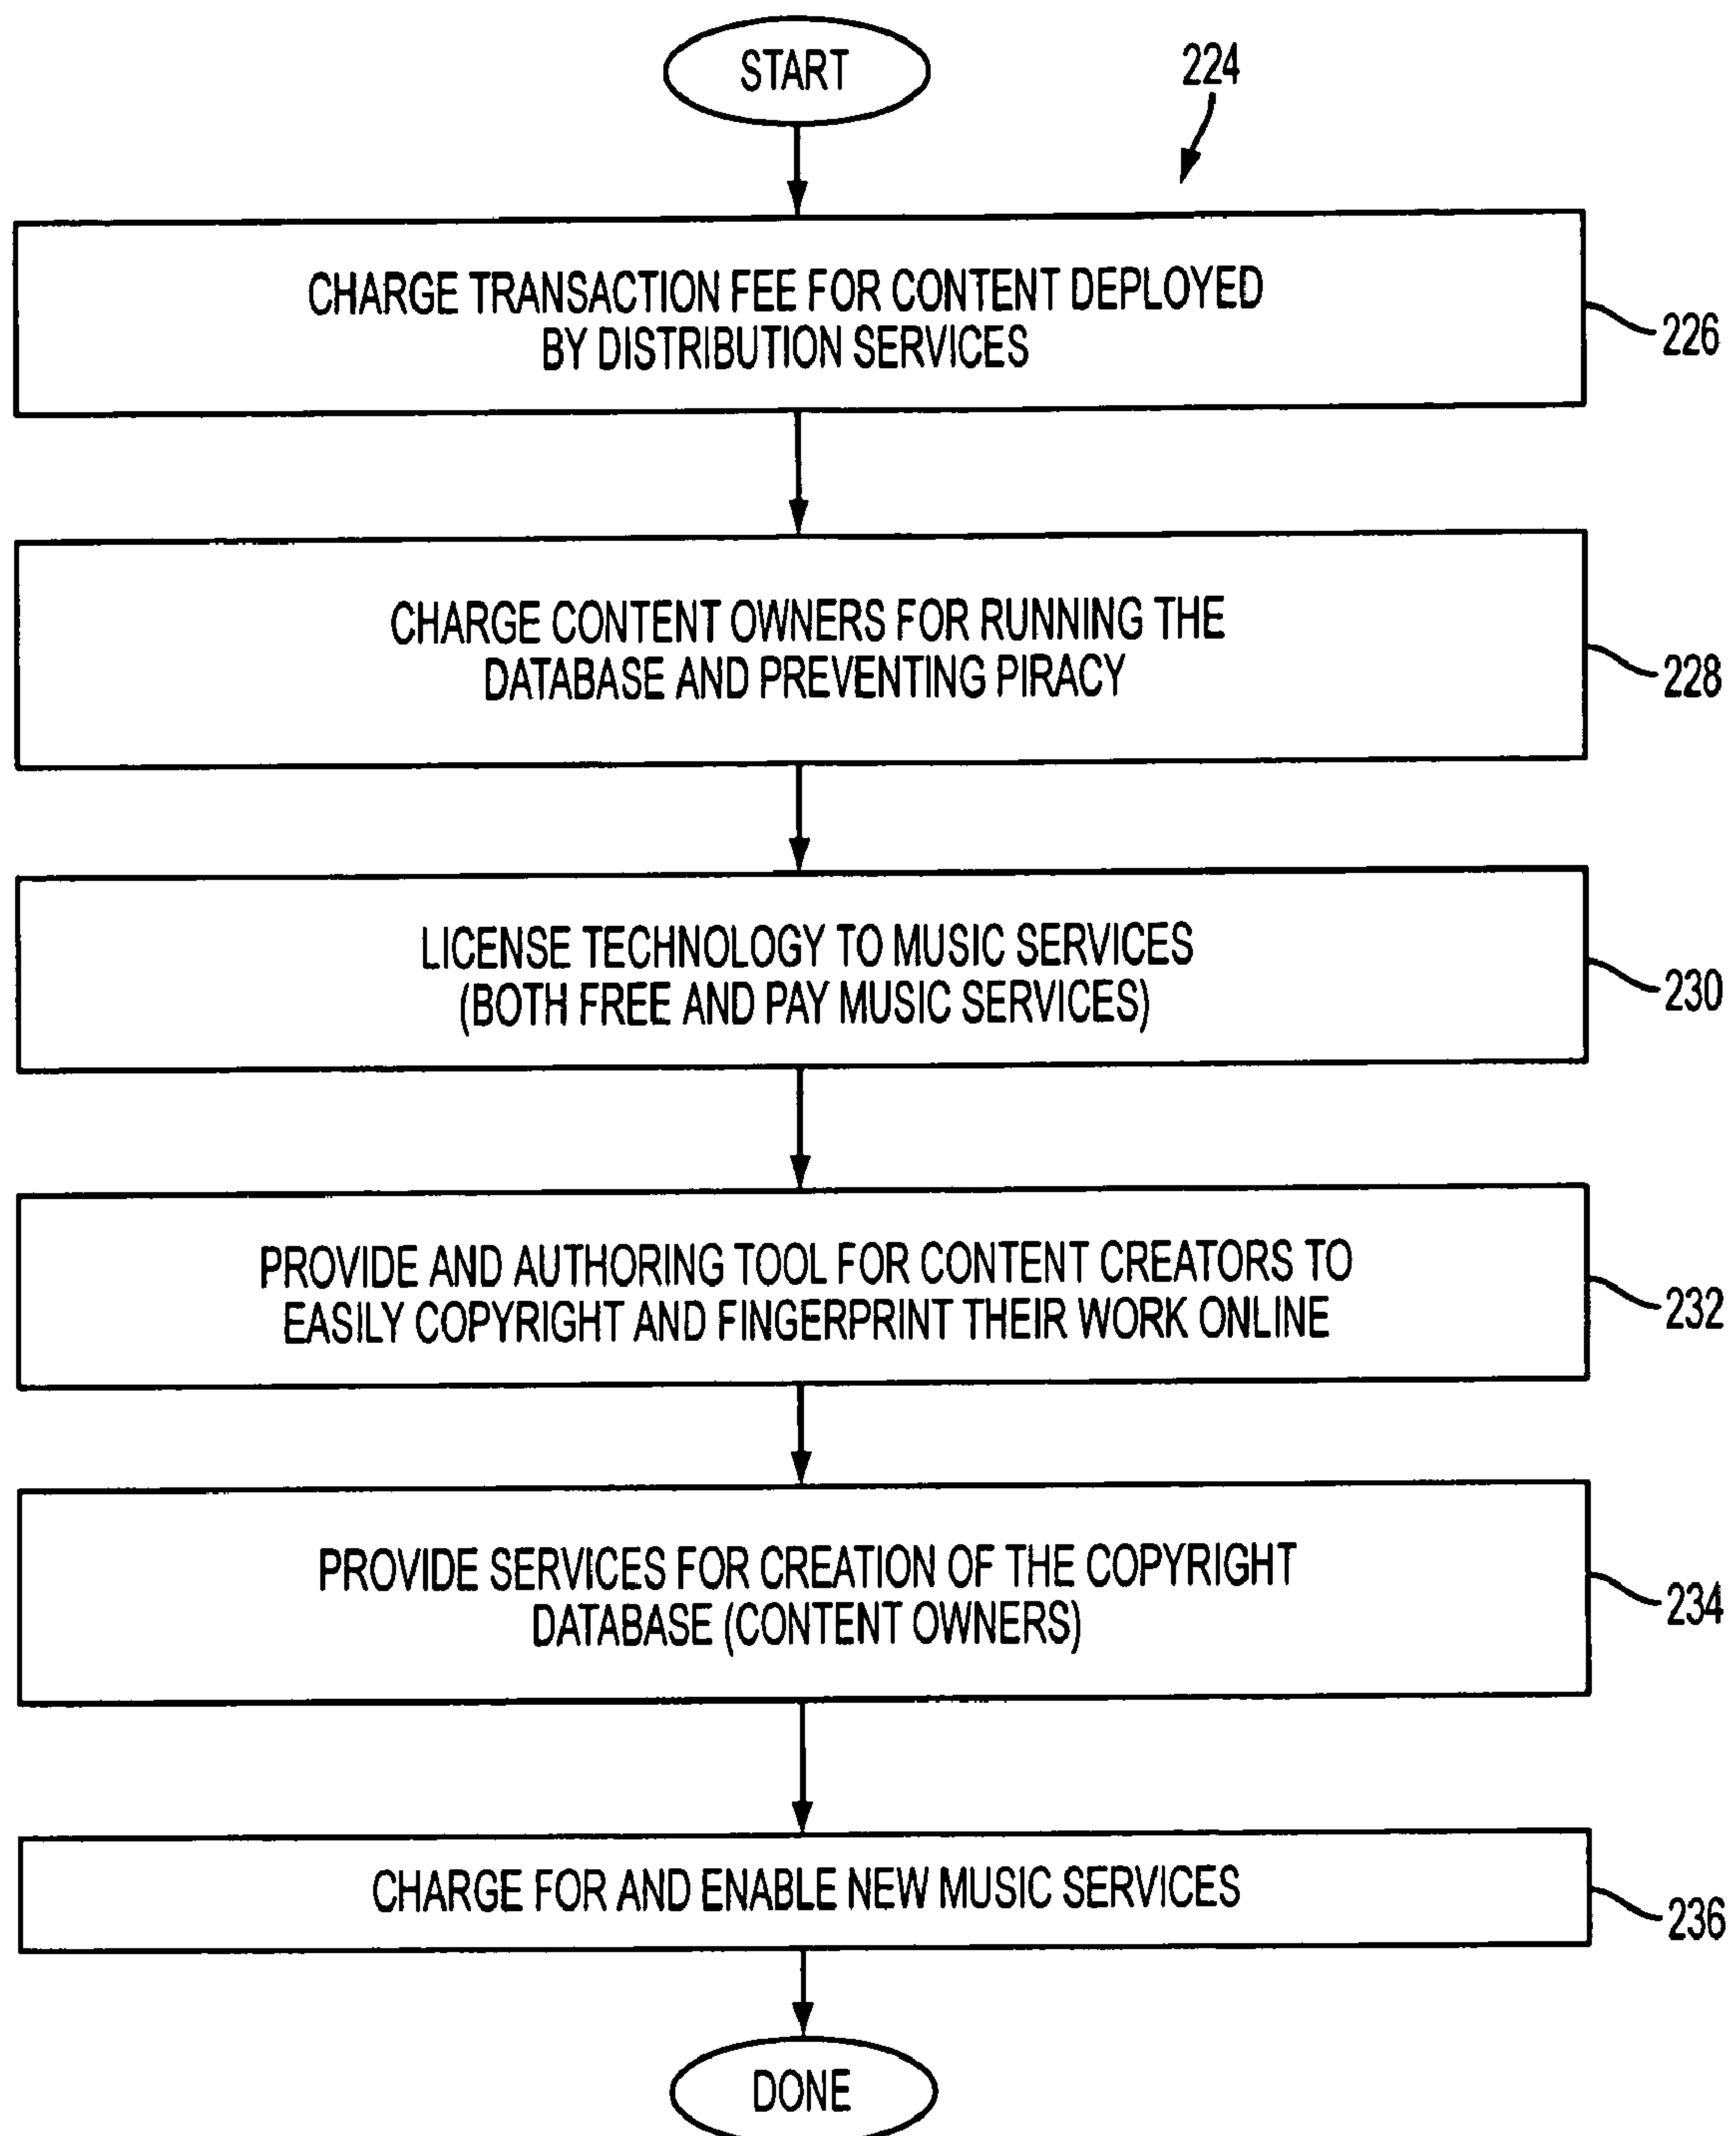 START
224
CHARGE TRANSACTION FEE FOR CONTENT DEPLOYED
BY DISTRIBUTION SERVICES
226
CHARGE CONTENT OWNERS FOR RUNNING THE
DATABASE AND PREVENTING PIRACY
228
LICENSE TECHNOLOGY TO MUSIC SERVICES
(BOTH FREE AND PAY MUSIC SERVICES)
230
PROVIDE AND AUTHORING TOOL FOR CONTENT CREATORS TO
EASILY COPYRIGHT AND FINGERPRINT THEIR WORK ONLINE
232
PROVIDE SERVICES FOR CREATION OF THE COPYRIGHT
DATABASE (CONTENT OWNERS)
234
CHARGE FOR AND ENABLE NEW MUSIC SERVICES
236
DONE